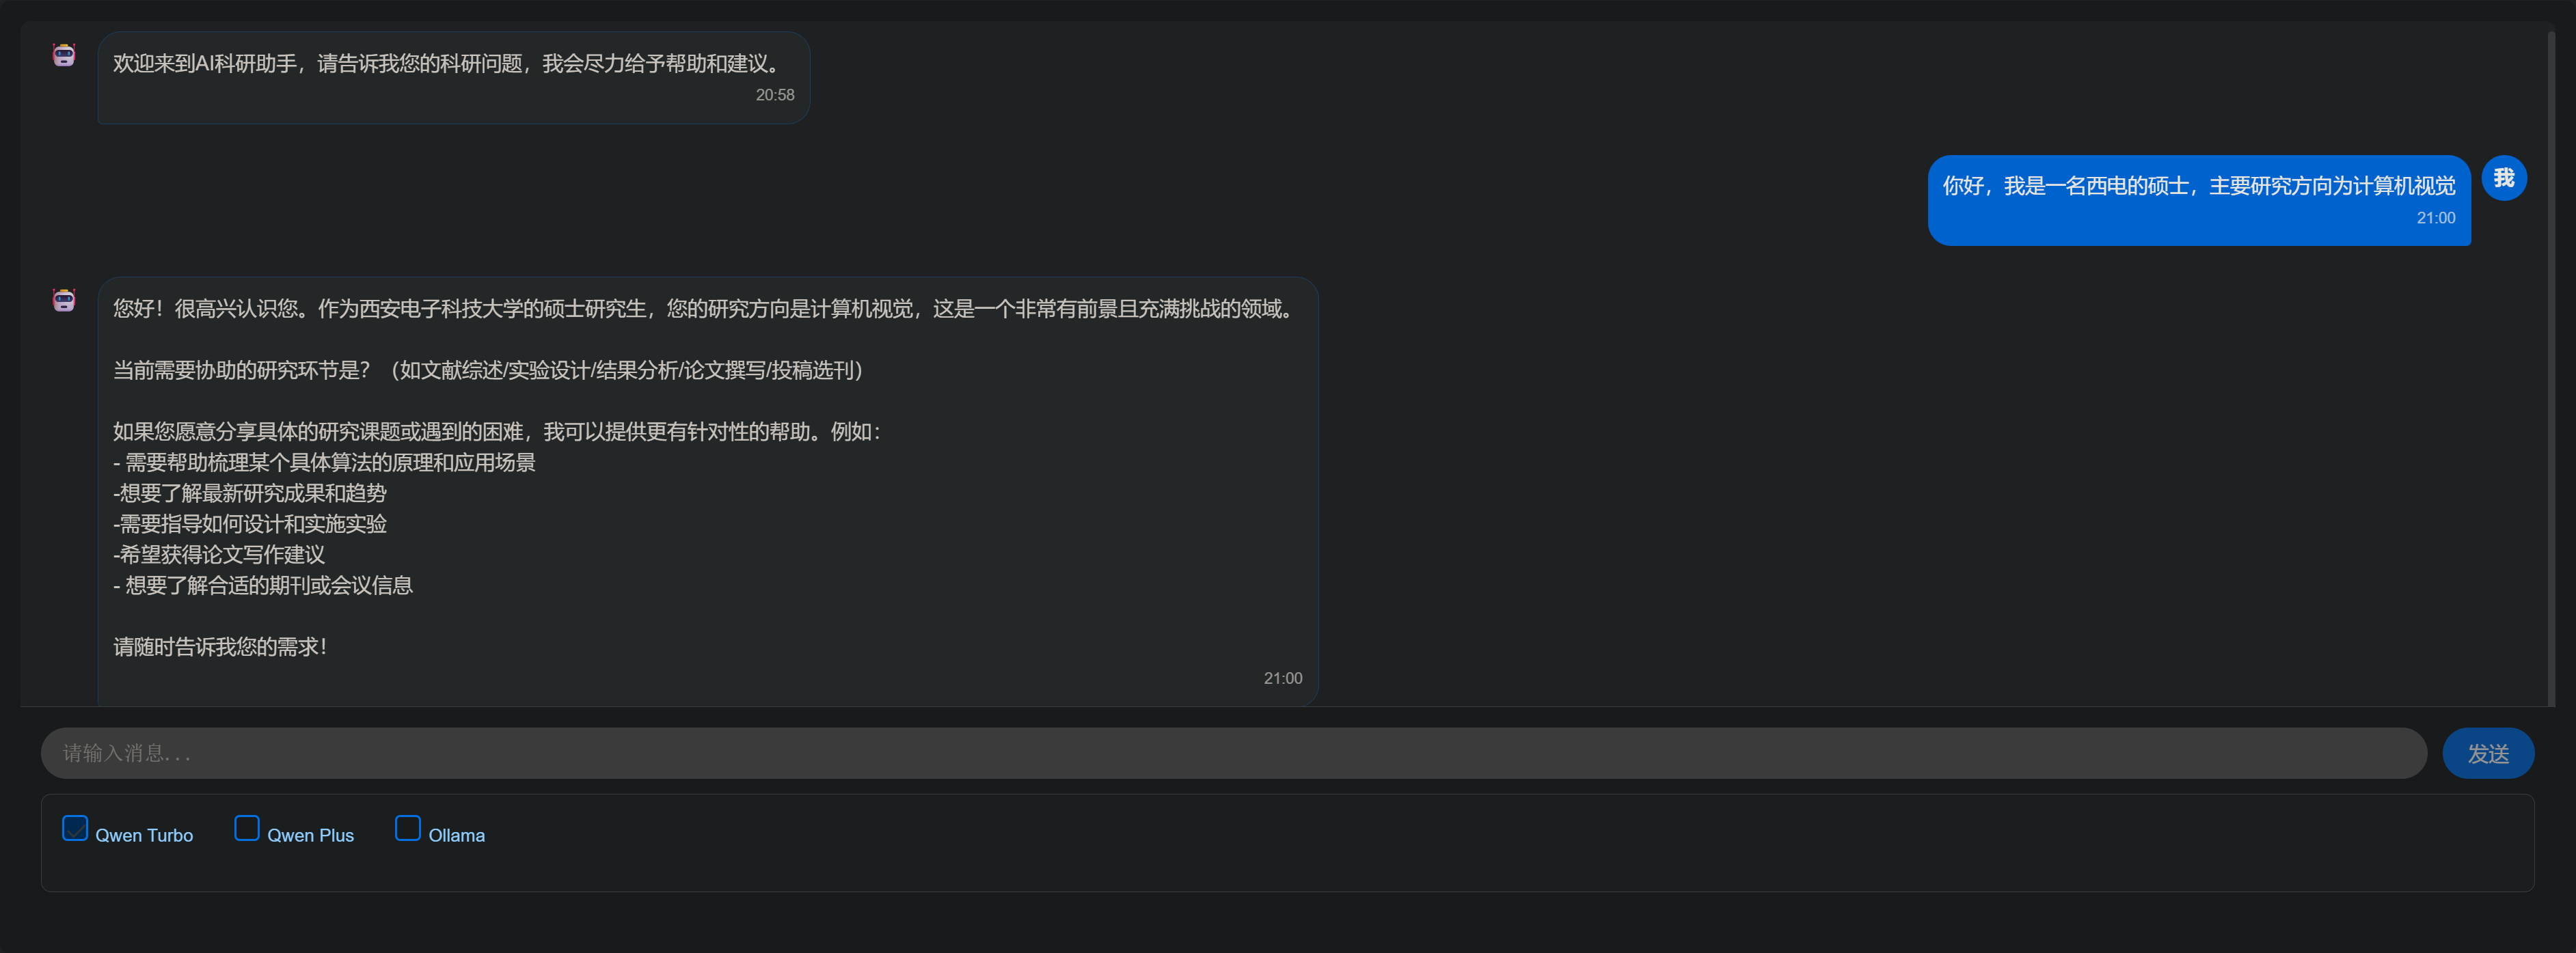 欢迎来到AI科研助手，请告诉我您的科研问题，我会尽力给予帮助和建议。
20:58
你好，我是一名西电的硕士，主要研究方向为计算机视觉
我
21:00
您好！很高兴认识您。作为西安电子科技大学的硕士研究生，您的研究方向是计算机视觉，这是一个非常有前景且充满挑战的领域。
当前需要协助的研究环节是？（如文献综述/实验设计/结果分析/论文撰写/投稿选刊）
如果您愿意分享具体的研究课题或遇到的困难，我可以提供更有针对性的帮助。例如：
- 需要帮助梳理某个具体算法的原理和应用场景
-想要了解最新研究成果和趋势
-需要指导如何设计和实施实验
-希望获得论文写作建议
- 想要了解合适的期刊或会议信息
请随时告诉我您的需求！
21:00
请输入消息...
发送
Qwen Turbo
Qwen Plus
Ollama